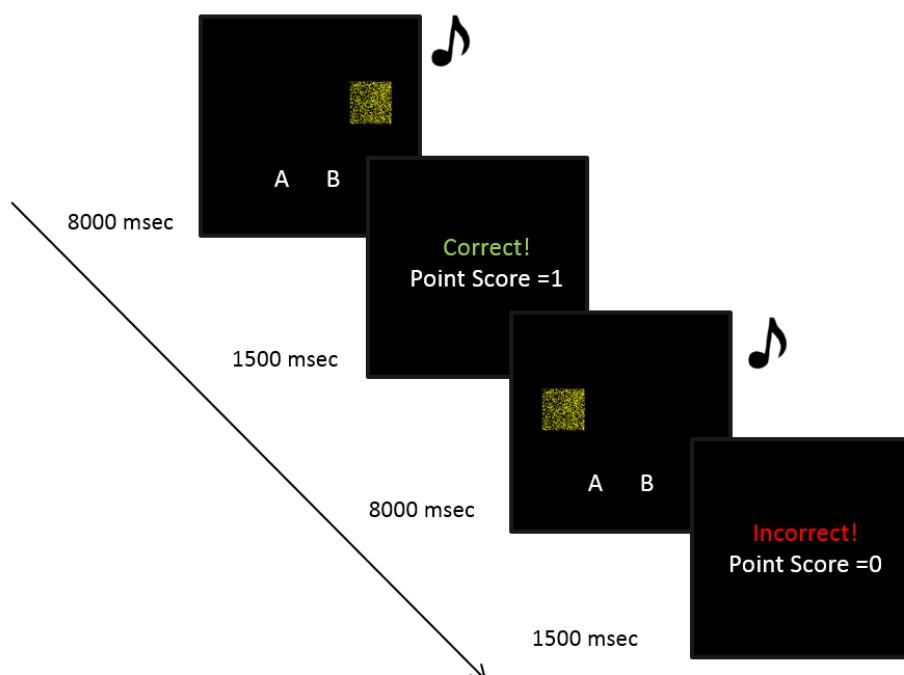 A B
8000 msec
Correct!
Point Score =1
1500 msec
A B
8000 msec
Incorrect!
Point Score =0
1500 msec